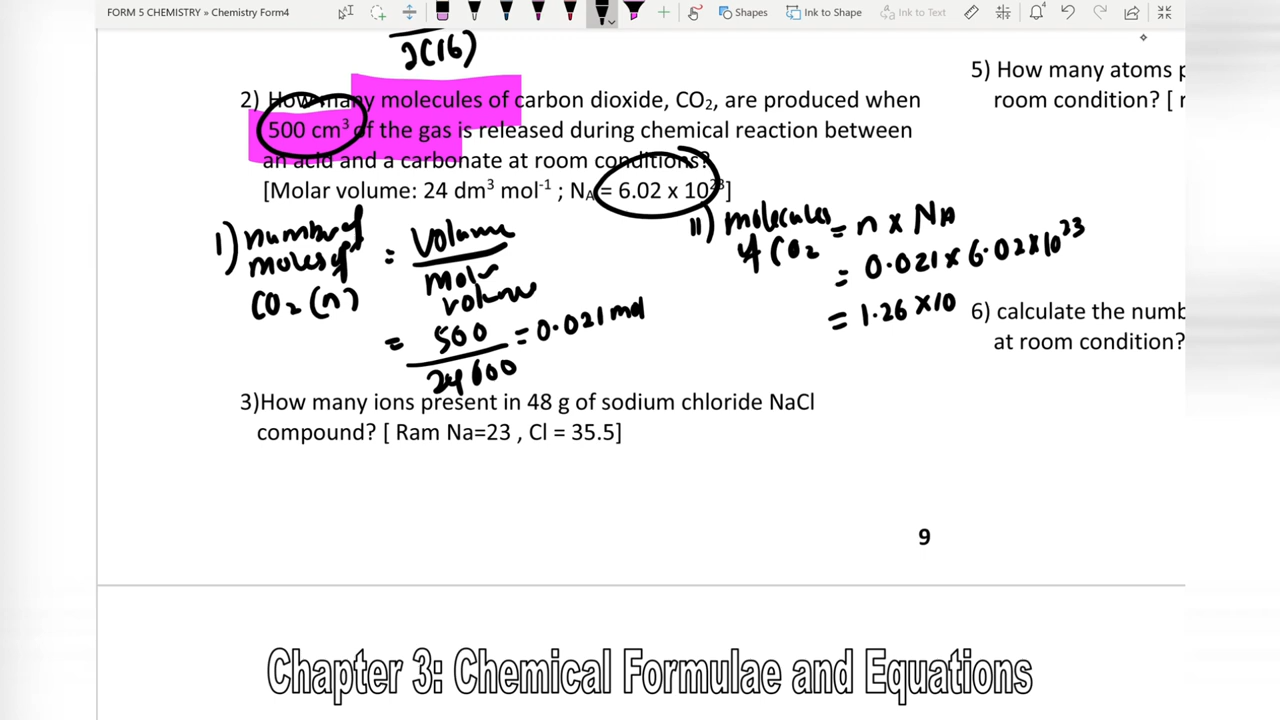 FORM 5 CHEMISTRY » Chemistry Form4
Shapes
Ink to Shape
Ink to Text
4
2(16)
2) How many molecules of carbon dioxide, CO2, are produced when
500 cm³ of the gas is released during chemical reaction between
an acid and a carbonate at room conditions?
[Molar volume: 24 dm³ mol⁻¹ ; NA = 6.02 x 10²³]
I) number of
moles of
CO2 (n)
= Volume
molar
volume
= 500
24000
= 0.021 mol
II) molecules
of CO2
= n x NA
= 0.021 x 6.02 x 10²³
= 1.26 x 10
3)How many ions present in 48 g of sodium chloride NaCl
compound? [ Ram Na=23 , Cl = 35.5]
5) How many atoms p
room condition? [ r
6) calculate the numb
at room condition?
9
Chapter 3: Chemical Formulae and Equations